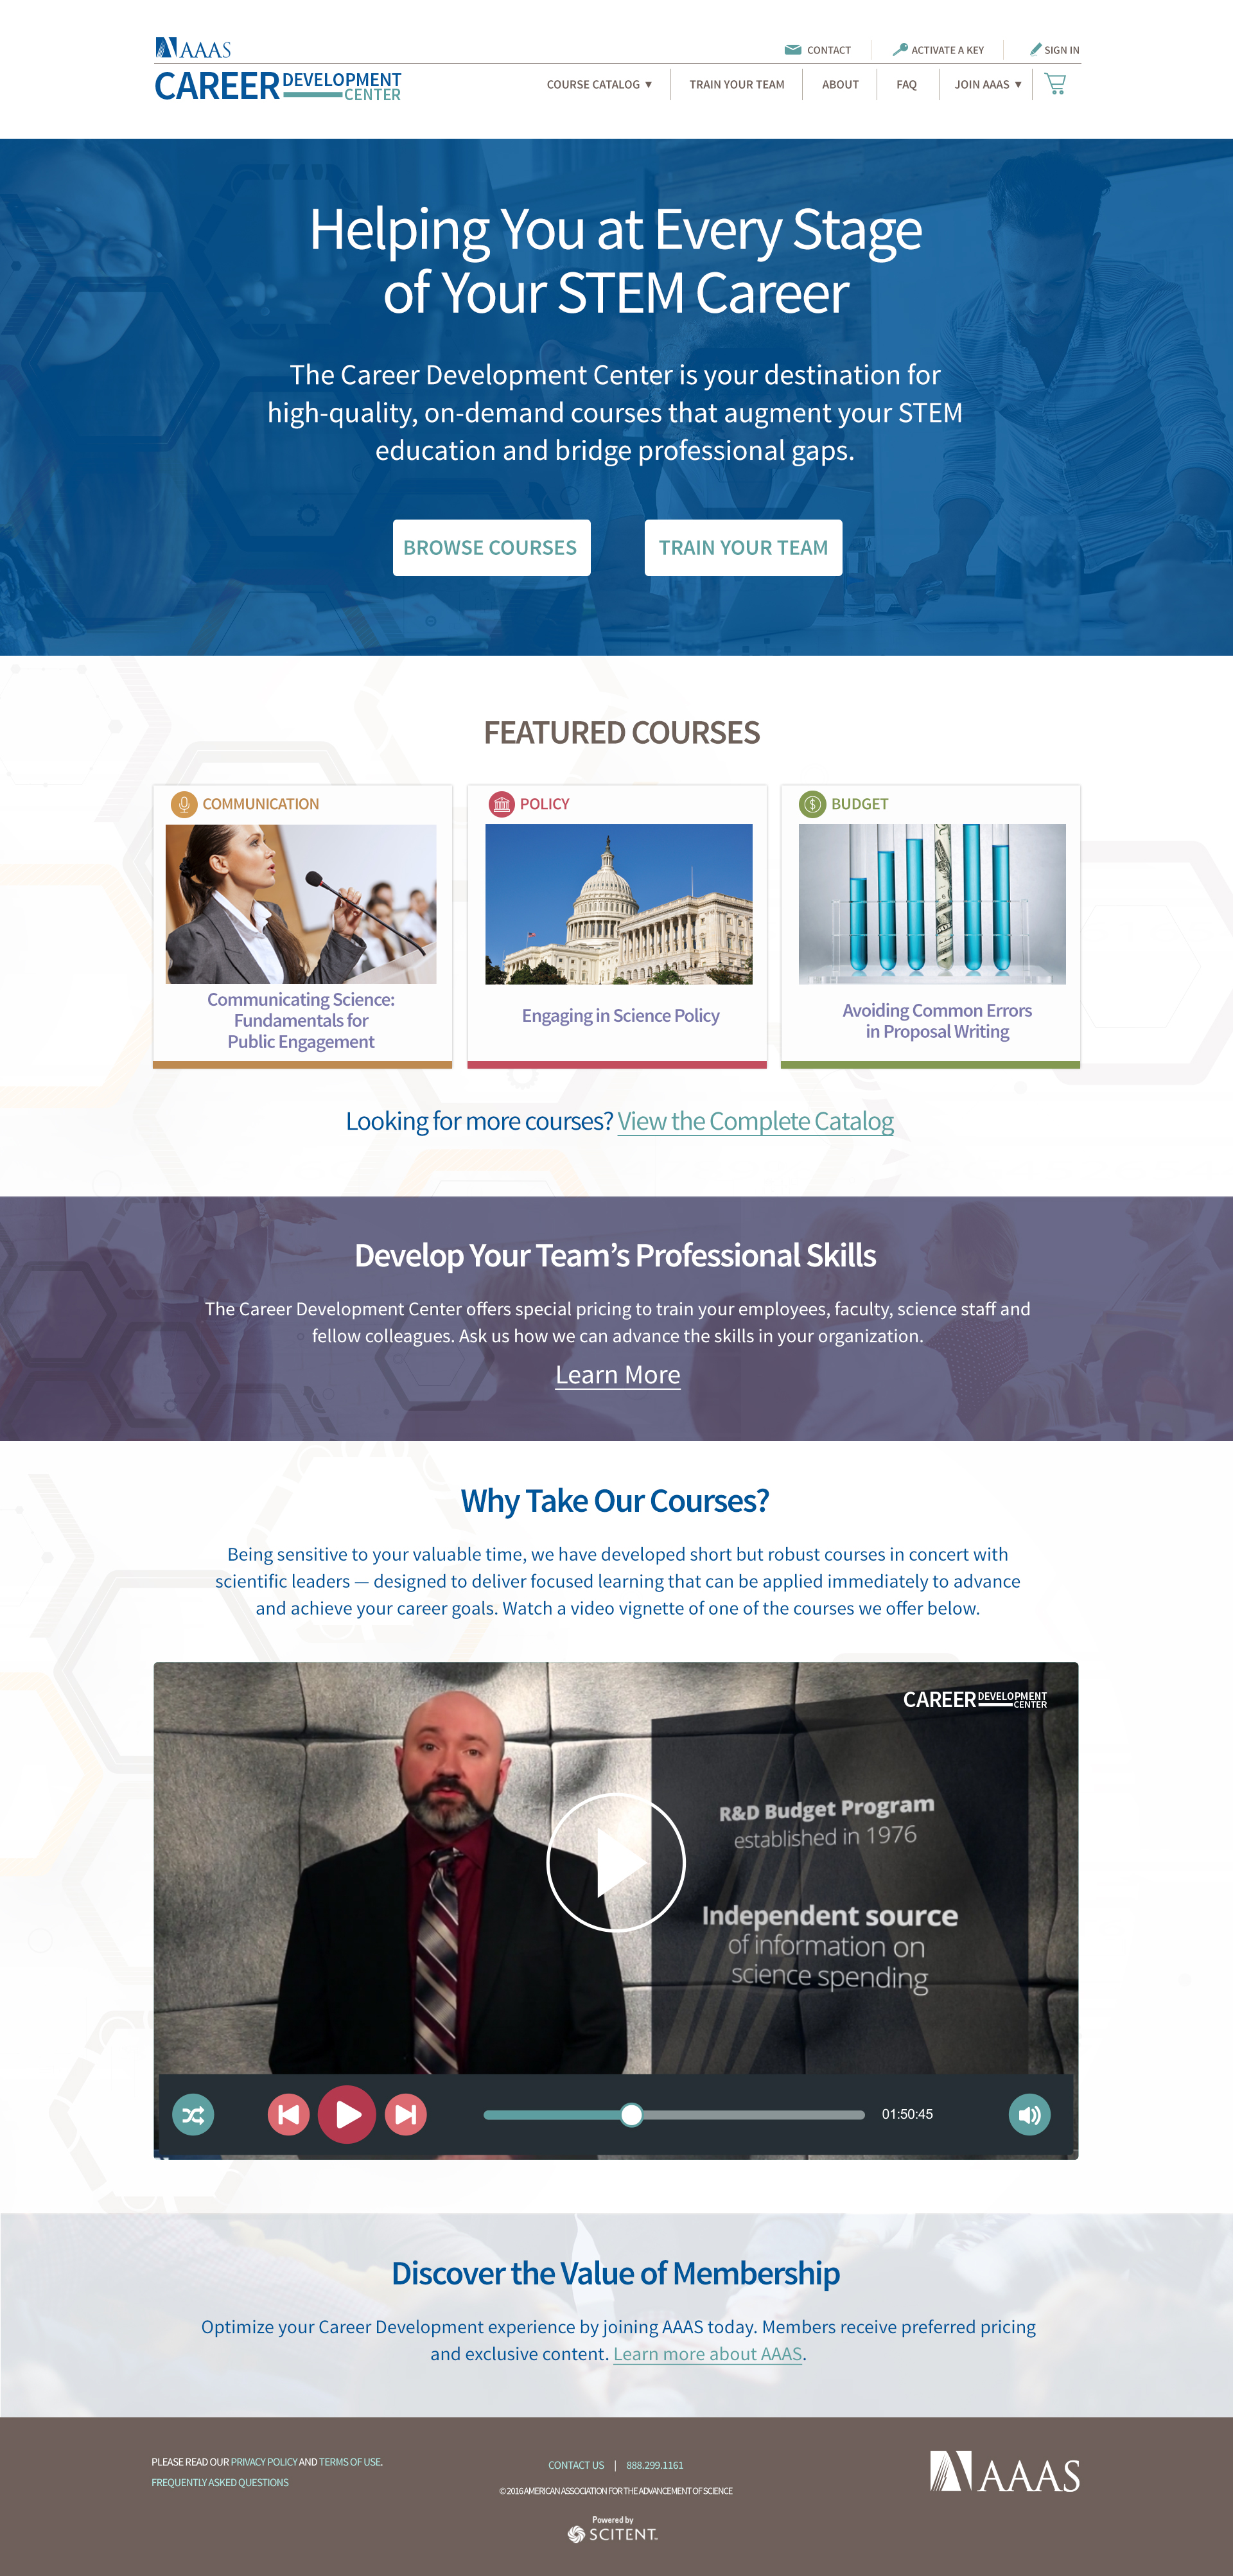 AAAS
CONTACT
ACTIVATE A KEY
SIGN IN
CAREER DEVELOPMENT
CENTER
COURSE CATALOG ▼
TRAIN YOUR TEAM
ABOUT
FAQ
JOIN AAAS ▼
Helping You at Every Stage
of Your STEM Career
The Career Development Center is your destination for
high-quality, on-demand courses that augment your STEM
education and bridge professional gaps.
BROWSE COURSES
TRAIN YOUR TEAM
FEATURED COURSES
COMMUNICATION
Communicating Science:
Fundamentals for
Public Engagement
POLICY
Engaging in Science Policy
BUDGET
Avoiding Common Errors
in Proposal Writing
Looking for more courses? View the Complete Catalog
Develop Your Team’s Professional Skills
The Career Development Center offers special pricing to train your employees, faculty, science staff and
fellow colleagues. Ask us how we can advance the skills in your organization.
Learn More
Why Take Our Courses?
Being sensitive to your valuable time, we have developed short but robust courses in concert with
scientific leaders — designed to deliver focused learning that can be applied immediately to advance
and achieve your career goals. Watch a video vignette of one of the courses we offer below.
CAREER DEVELOPMENT
CENTER
R&D Budget Program
established in 1976
Independent source
of information on
science spending
01:50:45
Discover the Value of Membership
Optimize your Career Development experience by joining AAAS today. Members receive preferred pricing
and exclusive content. Learn more about AAAS.
PLEASE READ OUR PRIVACY POLICY AND TERMS OF USE.
FREQUENTLY ASKED QUESTIONS
CONTACT US | 888.299.1161
© 2016 AMERICAN ASSOCIATION FOR THE ADVANCEMENT OF SCIENCE
Powered by
SCITENT
AAAS